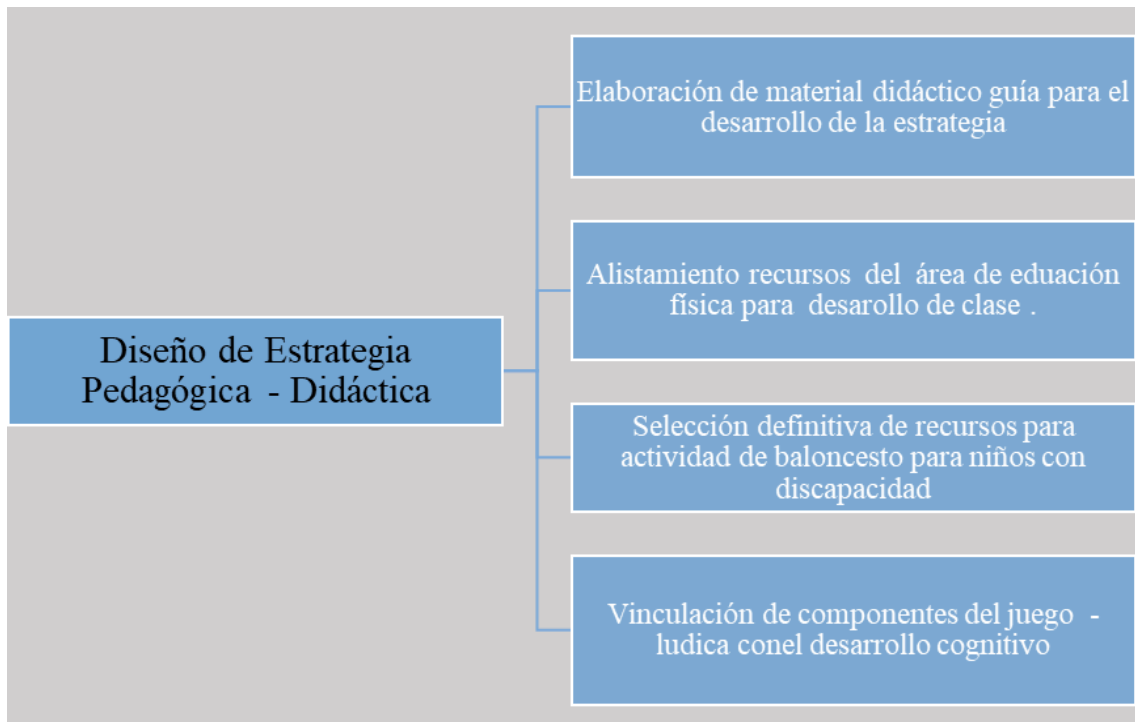 Elaboración de material didáctico guía para el
desarrollo de la estrategia
Alistamiento recursos del área de eduación
física para desarollo de clase .
Diseño de Estrategia
Pedagógica - Didáctica
Selección definitiva de recursos para
actividad de baloncesto para niños con
discapacidad
Vinculación de componentes del juego -
ludica conel desarrollo cognitivo